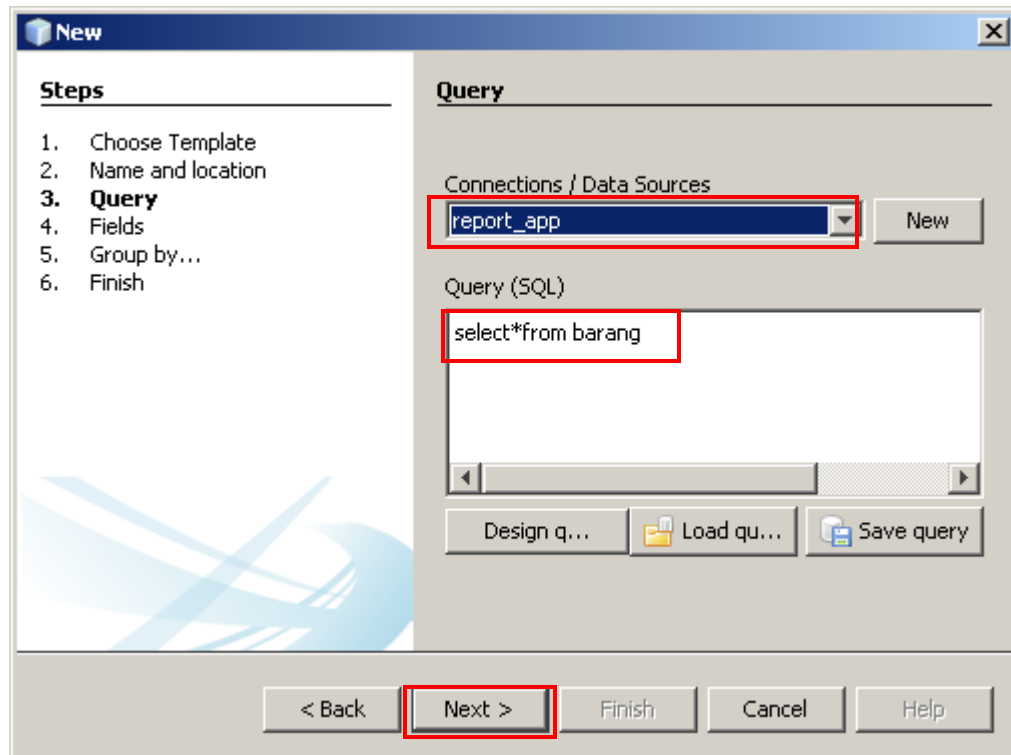 New
Steps
1. Choose Template
2. Name and location
3. Query
4. Fields
5. Group by...
6. Finish
Query
Connections / Data Sources
report_app
New
Query (SQL)
select*from barang
Design q...
Load qu...
Save query
< Back
Next >
Finish
Cancel
Help